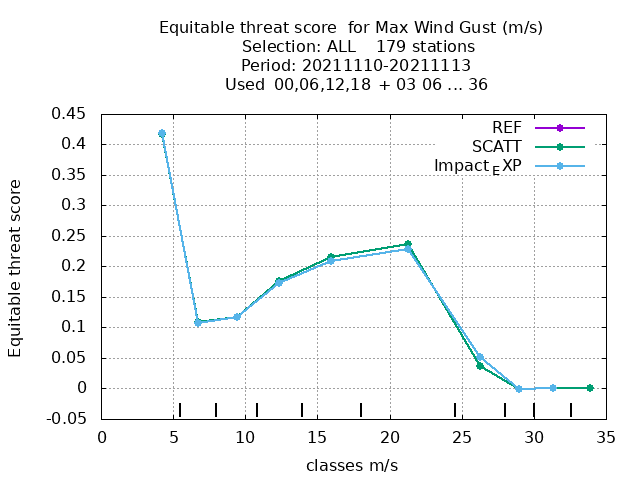 Equitable threat score  for Max Wind Gust (m/s)
Selection: ALL    179 stations
Period: 20211110-20211113
Used  00,06,12,18  + 03 06 ... 36
REF
SCATT
Impact_EXP
Equitable threat score
0.45
0.4
0.35
0.3
0.25
0.2
0.15
0.1
0.05
0
-0.05
0 5 10 15 20 25 30 35
classes m/s